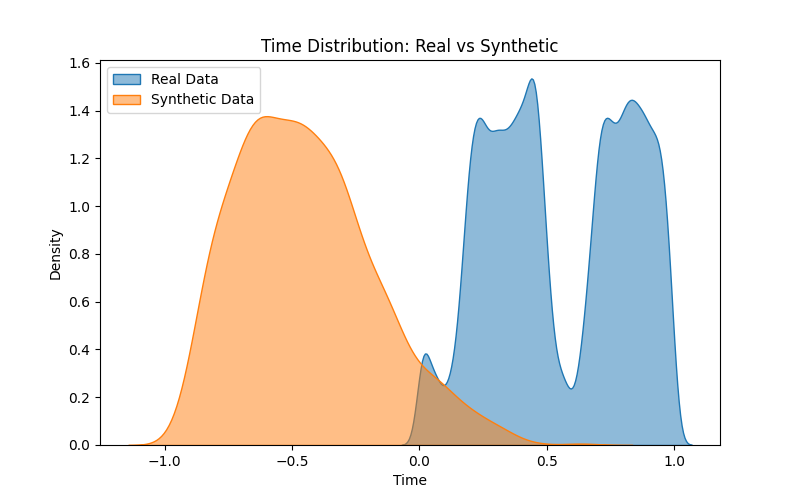 Time Distribution: Real vs Synthetic
Real Data
Synthetic Data
Density
1.6
1.4
1.2
1.0
0.8
0.6
0.4
0.2
0.0
−1.0
−0.5
0.0
0.5
1.0
Time